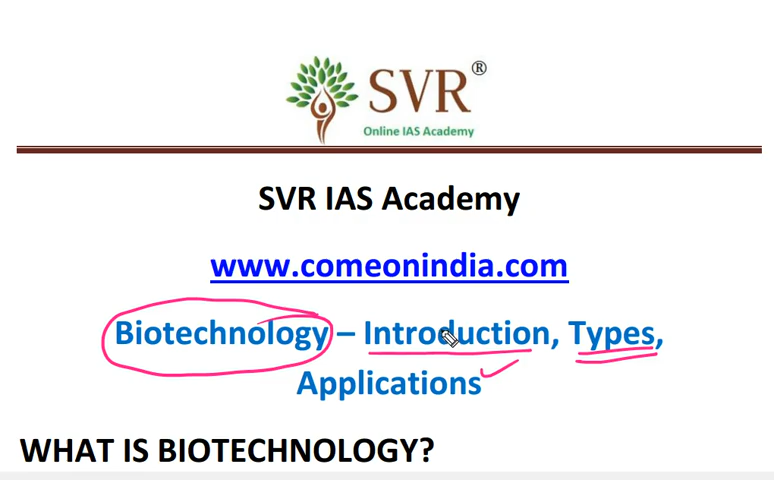 SVR®
Online IAS Academy
SVR IAS Academy
www.comeonindia.com
Biotechnology – Introduction, Types,
Applications
WHAT IS BIOTECHNOLOGY?